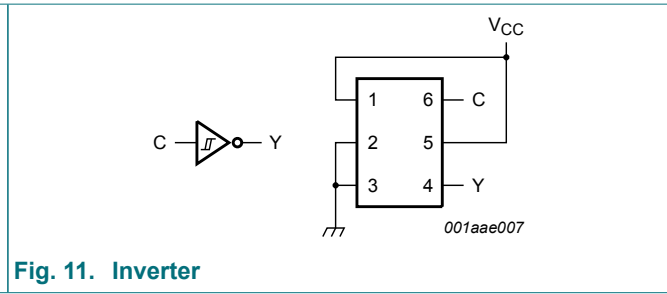 VCC
1 6 C
C Y 2 5
3 4 Y
001aae007
Fig. 11. Inverter